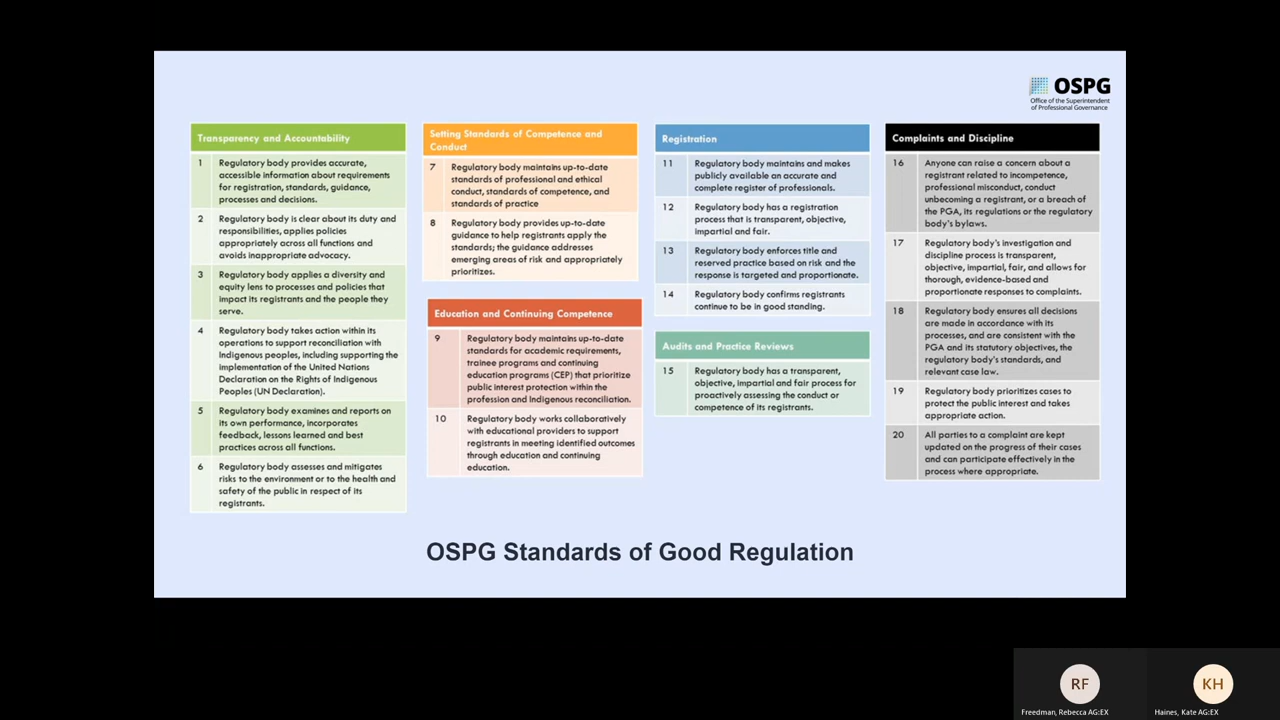 OSPG
Office of the Superintendent
of Professional Governance
Transparency and Accountability
1
Regulatory body provides accurate,
accessible information about requirements
for registration, standards, guidance,
processes and decisions.
2
Regulatory body is clear about its duty and
responsibilities, applies policies
appropriately across all functions and
avoids inappropriate advocacy.
3
Regulatory body applies a diversity and
equity lens to processes and policies that
impact its registrants and the people they
serve.
4
Regulatory body takes action within its
operations to support reconciliation with
Indigenous peoples, including supporting the
implementation of the United Nations
Declaration on the Rights of Indigenous
Peoples (UN Declaration).
5
Regulatory body examines and reports on
its own performance, incorporates
feedback, lessons learned and best
practices across all functions.
6
Regulatory body assesses and mitigates
risks to the environment or to the health and
safety of the public in respect of its
registrants.
Setting Standards of Competence and
Conduct
7
Regulatory body maintains up-to-date
standards of professional and ethical
conduct, standards of competence, and
standards of practice
8
Regulatory body provides up-to-date
guidance to help registrants apply the
standards; the guidance addresses
emerging areas of risk and appropriately
prioritizes.
Education and Continuing Competence
9
Regulatory body maintains up-to-date
standards for academic requirements,
trainee programs and continuing
education programs (CEP) that prioritize
public interest protection within the
profession and Indigenous reconciliation.
10
Regulatory body works collaboratively
with educational providers to support
registrants in meeting identified outcomes
through education and continuing
education.
Registration
11
Regulatory body maintains and makes
publicly available an accurate and
complete register of professionals.
12
Regulatory body has a registration
process that is transparent, objective,
impartial and fair.
13
Regulatory body enforces title and
reserved practice based on risk and the
response is targeted and proportionate.
14
Regulatory body confirms registrants
continue to be in good standing.
Audits and Practice Reviews
15
Regulatory body has a transparent,
objective, impartial and fair process for
proactively assessing the conduct or
competence of its registrants.
Complaints and Discipline
16
Anyone can raise a concern about a
registrant related to incompetence,
professional misconduct, conduct
unbecoming a registrant, or a breach of
the PGA, its regulations or the regulatory
body's bylaws.
17
Regulatory body's investigation and
discipline process is transparent,
objective, impartial, fair, and allows for
thorough, evidence-based and
proportionate responses to complaints.
18
Regulatory body ensures all decisions
are made in accordance with its
processes, and are consistent with the
PGA and its statutory objectives, the
regulatory body's standards, and
relevant case law.
19
Regulatory body prioritizes cases to
protect the public interest and takes
appropriate action.
20
All parties to a complaint are kept
updated on the progress of their cases
and can participate effectively in the
process where appropriate.
OSPG Standards of Good Regulation
RF
Freedman, Rebecca AG:EX
KH
Haines, Kate AG:EX